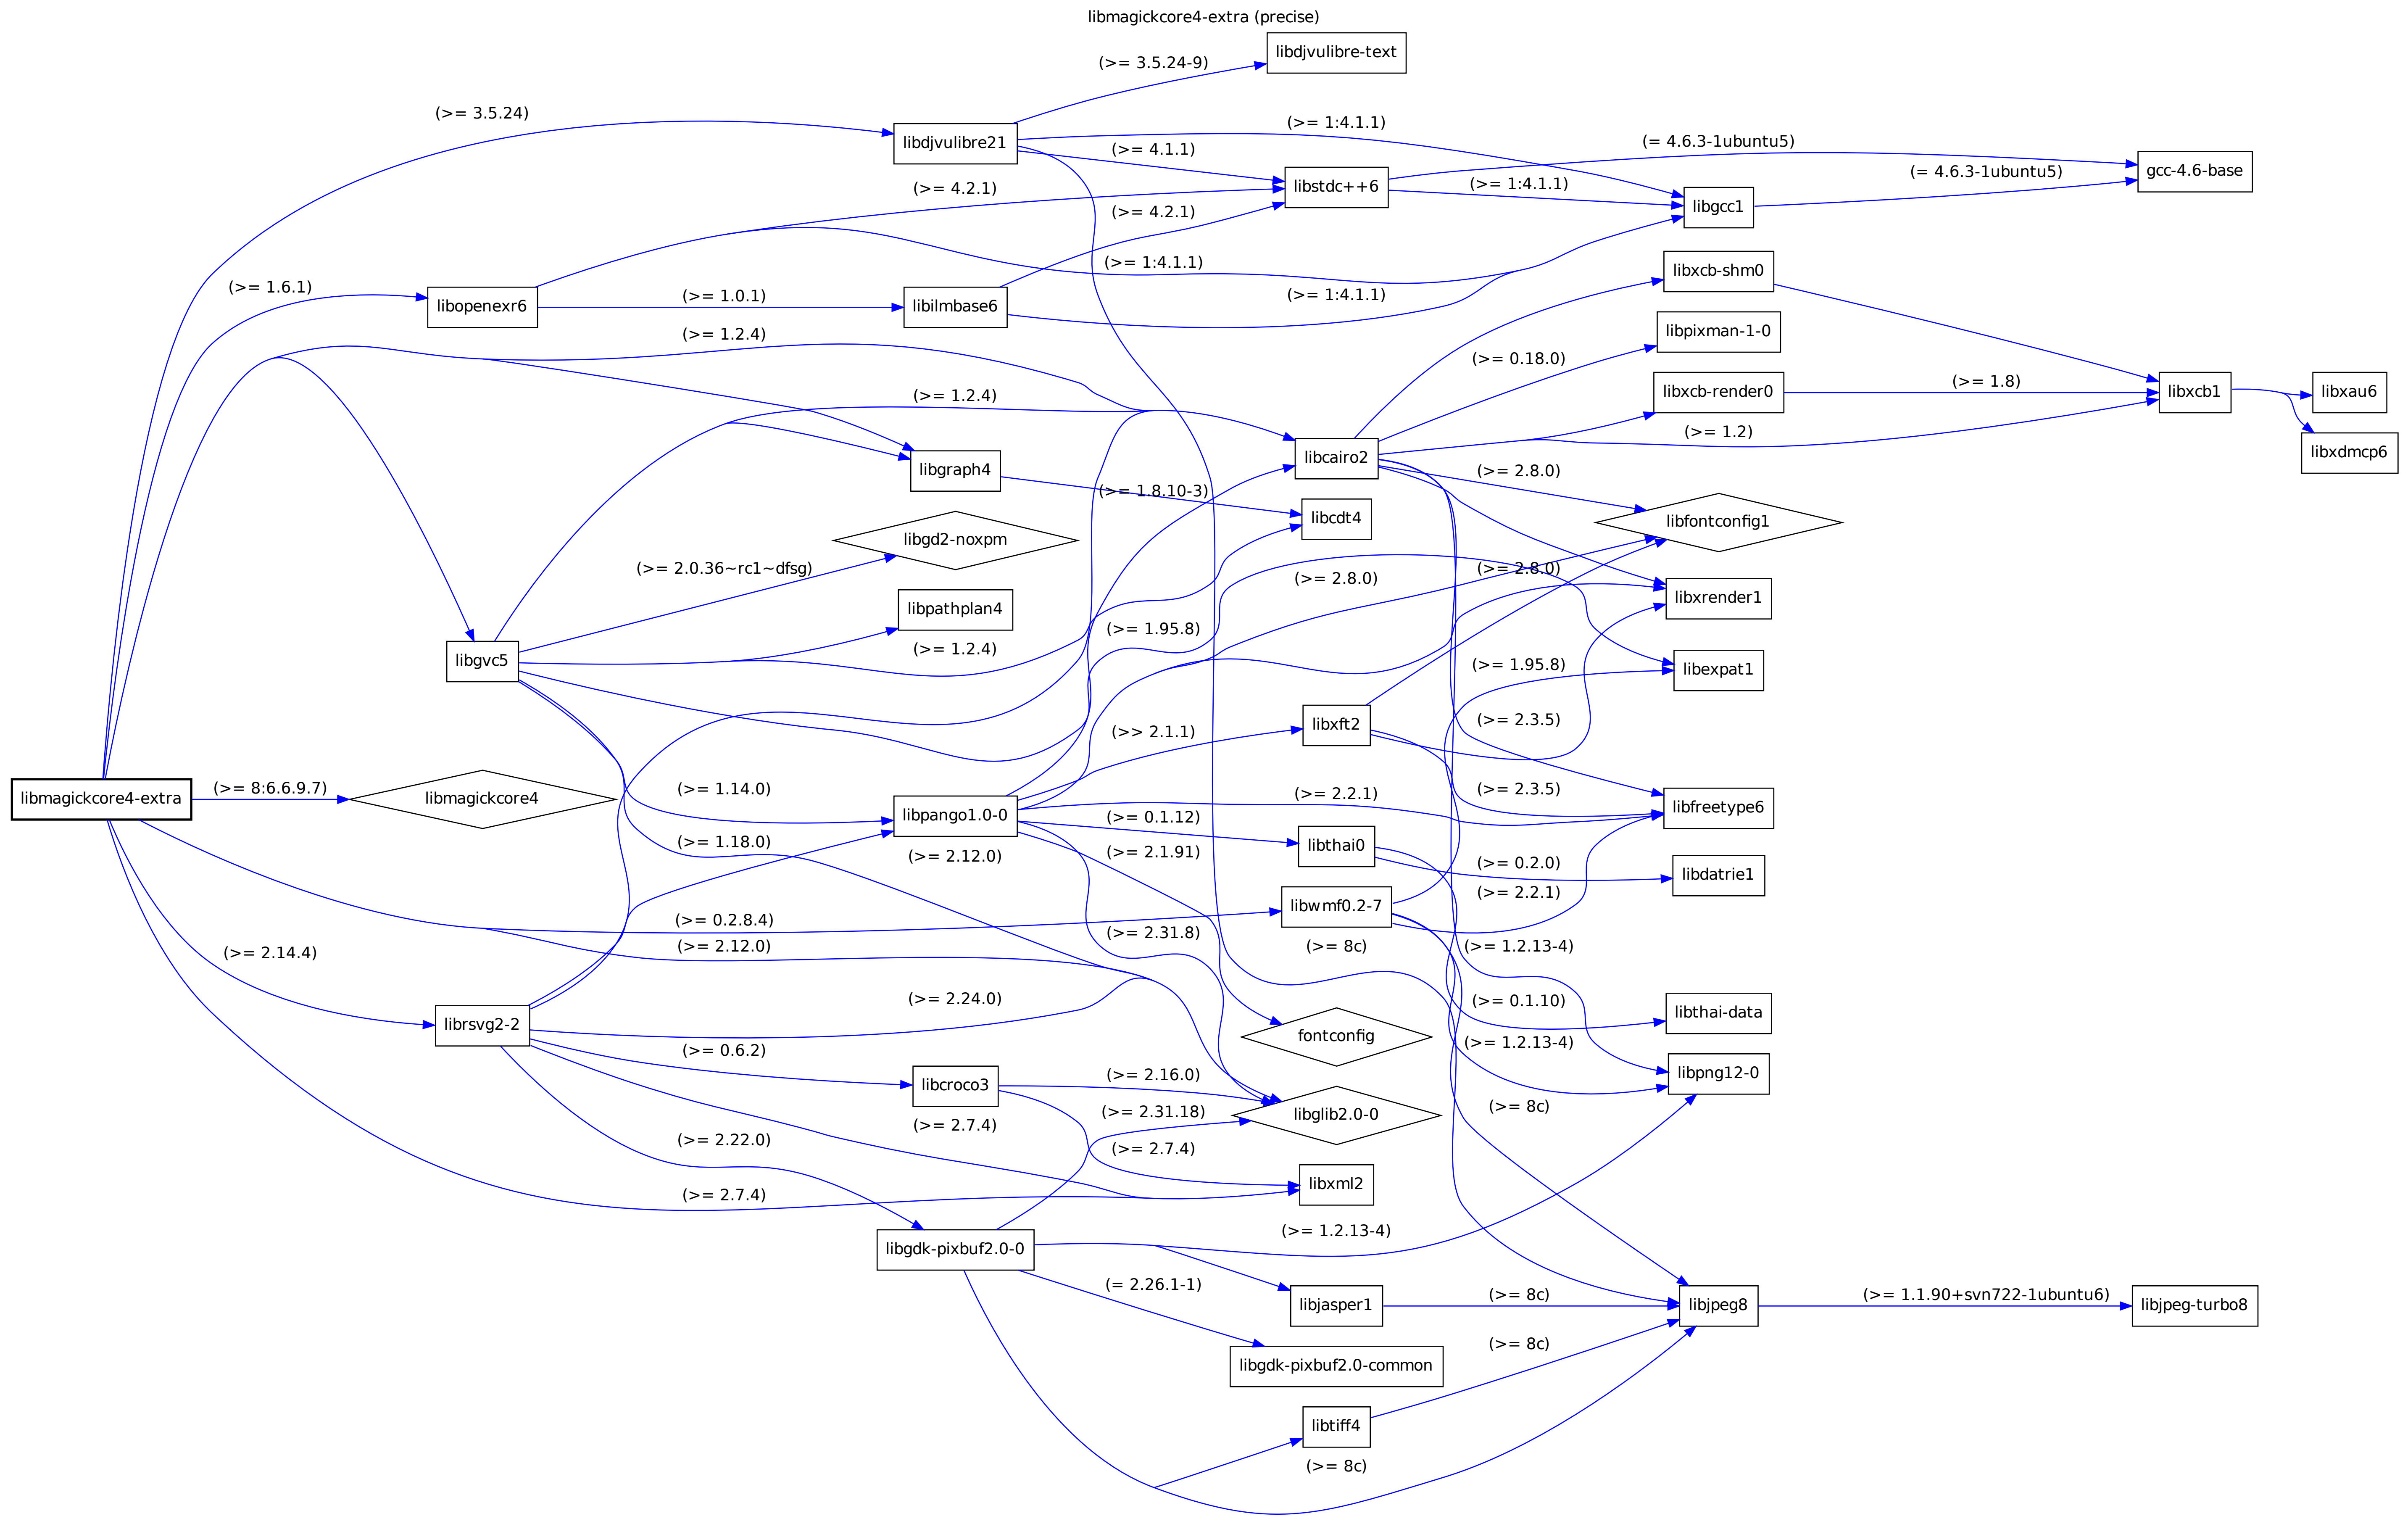 libmagickcore4-extra (precise)
libdjvulibre-text
(>= 3.5.24-9)
(>= 3.5.24)
(>= 1:4.1.1)
libdjvulibre21
(>= 4.1.1)
(= 4.6.3-1ubuntu5)
gcc-4.6-base
(= 4.6.3-1ubuntu5)
(>= 4.2.1)
libstdc++6
(>= 1:4.1.1)
(>= 4.2.1)
libgcc1
(>= 1:4.1.1)
libxcb-shm0
(>= 1.6.1)
(>= 1.0.1)
(>= 1:4.1.1)
libopenexr6
libilmbase6
(>= 1.2.4)
libpixman-1-0
(>= 0.18.0)
(>= 1.8)
(>= 1.2.4)
libxcb-render0
libxcb1
libxau6
(>= 1.2)
libcairo2
libxdmcp6
libgraph4
(>= 2.8.0)
(>= 1.8.10-3)
libcdt4
libfontconfig1
libgd2-noxpm
(>= 2.0.36~rc1~dfsg)
(>= 2.8.0)
(>= 2.8.0)
libxrender1
libpathplan4
(>= 1.95.8)
(>= 1.2.4)
libgvc5
(>= 1.95.8)
libexpat1
(>> 2.1.1)
libxft2
(>= 2.3.5)
(>= 8:6.6.9.7)
(>= 1.14.0)
(>= 2.2.1)
(>= 2.3.5)
libmagickcore4-extra
libmagickcore4
libpango1.0-0
libfreetype6
(>= 0.1.12)
(>= 1.18.0)
(>= 2.12.0)
(>= 2.1.91)
libthai0
(>= 0.2.0)
libdatrie1
(>= 2.2.1)
(>= 0.2.8.4)
libwmf0.2-7
(>= 2.31.8)
(>= 2.12.0)
(>= 8c)
(>= 1.2.13-4)
(>= 2.14.4)
(>= 2.24.0)
(>= 0.1.10)
libthai-data
librsvg2-2
fontconfig
(>= 0.6.2)
(>= 1.2.13-4)
(>= 2.16.0)
libpng12-0
libcroco3
(>= 2.31.18)
libglib2.0-0
(>= 8c)
(>= 2.7.4)
(>= 2.22.0)
(>= 2.7.4)
(>= 2.7.4)
libxml2
(>= 1.2.13-4)
libgdk-pixbuf2.0-0
(= 2.26.1-1)
libjasper1
(>= 8c)
libjpeg8
(>= 1.1.90+svn722-1ubuntu6)
libjpeg-turbo8
(>= 8c)
libgdk-pixbuf2.0-common
libtiff4
(>= 8c)